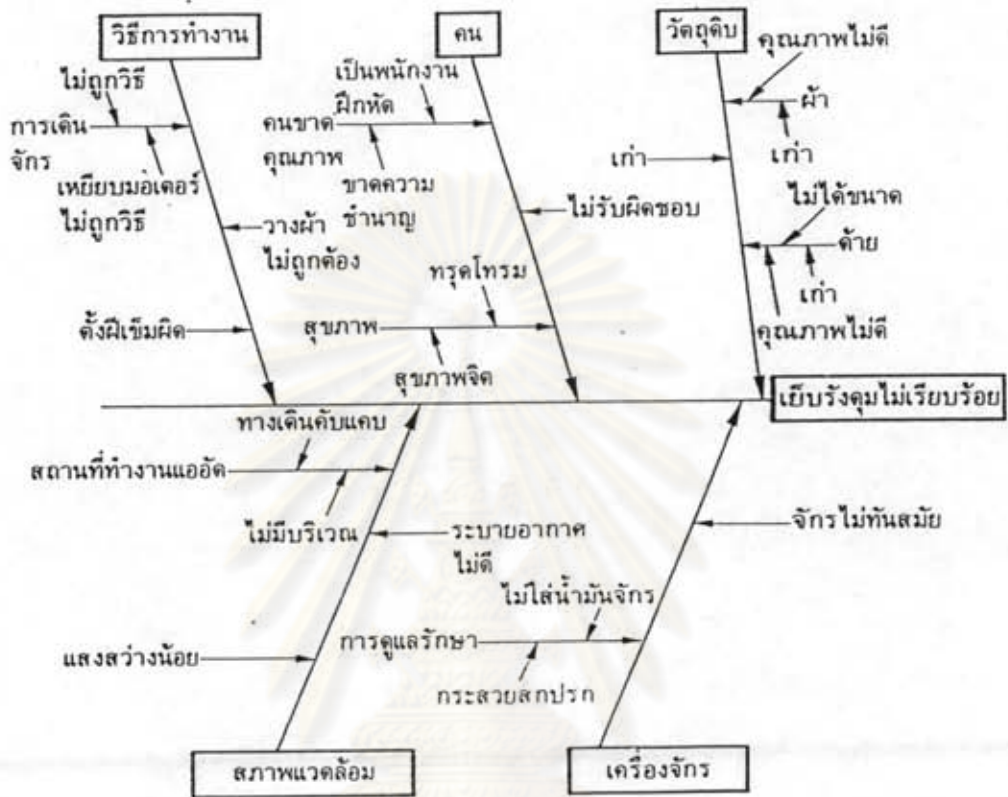 วิธีการทำงาน
คน
วัตถุดิบ
ไม่ถูกวิธี
การเดิน
จักร
เหยียบมอเตอร์
ไม่ถูกวิธี
วางผ้า
ไม่ถูกต้อง
ตั้งฝีเข็มผิด
เป็นพนักงาน
ฝึกหัด
คนขาด
คุณภาพ
ขาดความ
ชำนาญ
ไม่รับผิดชอบ
ทรุดโทรม
สุขภาพ
สุขภาพจิต
คุณภาพไม่ดี
ผ้า
เก่า
เก่า
ไม่ได้ขนาด
ด้าย
เก่า
คุณภาพไม่ดี
เย็บรังดุมไม่เรียบร้อย
ทางเดินคับแคบ
สถานที่ทำงานแออัด
ไม่มีบริเวณ
ระบายอากาศ
ไม่ดี
แสงสว่างน้อย
จักรไม่ทันสมัย
ไม่ใส่น้ำมันจักร
การดูแลรักษา
กระสวยสกปรก
สภาพแวดล้อม
เครื่องจักร